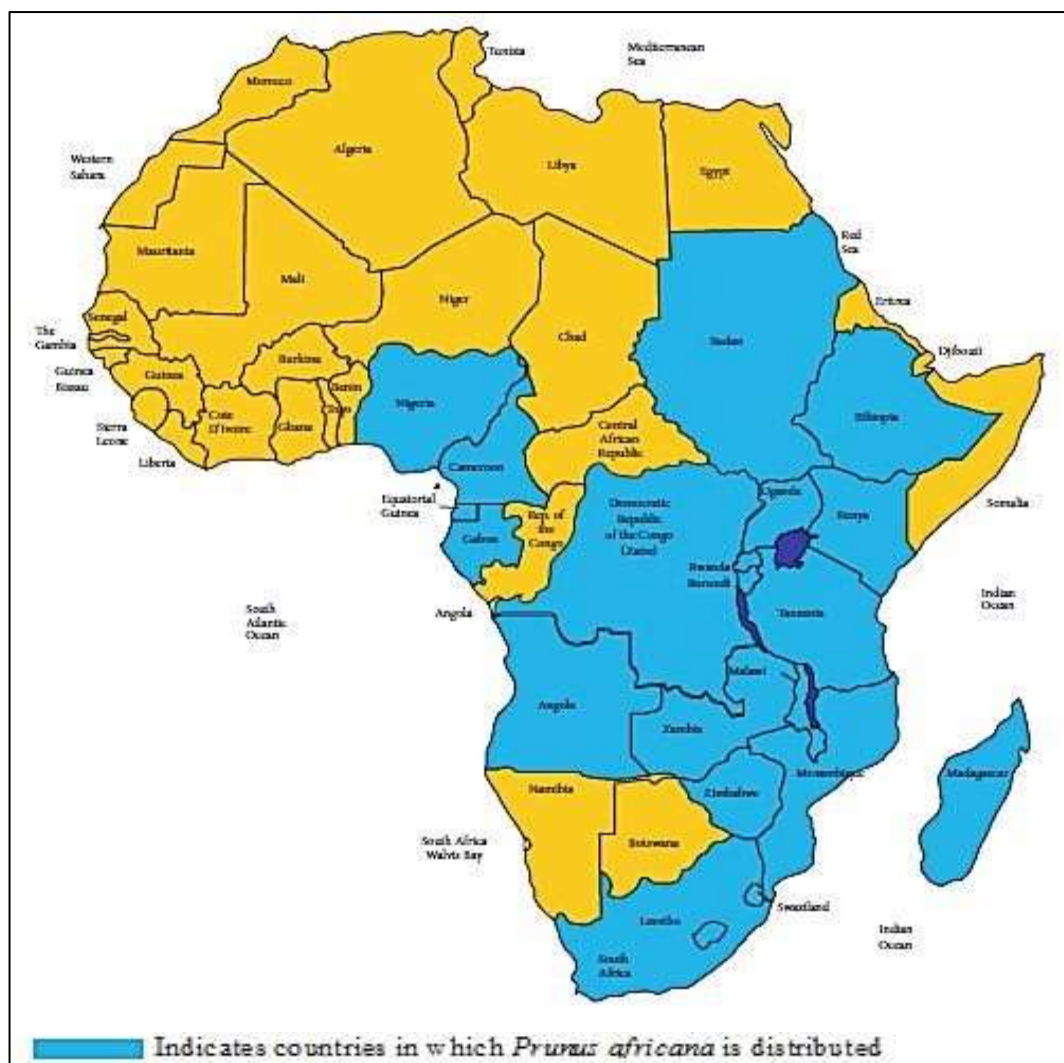 Tunisia
Mediterranean
Sea
Morocco
Algeria
Libya
Egypt
Western
Sahara
Mauritania
Mali
Niger
Chad
Sudan
Red
Sea
Eritrea
Djibouti
Senegal
The
Gambia
Guinea
Bissau
Guinea
Burkina
Benin
Togo
Nigeria
Ethiopia
Sierra
Leone
Cote
D'Ivoire
Ghana
Liberia
Central
African
Republic
Cameroon
Equatorial
Guinea
Gabon
Rep. of
the
Congo
Democratic
Republic
of the Congo
(Zaire)
Uganda
Kenya
Somalia
Rwanda
Burundi
Tanzania
Indian
Ocean
South
Atlantic
Ocean
Angola
Angola
Malawi
Zambia
Mozambique
Madagascar
Zimbabwe
Namibia
Botswana
South Africa
Walvis Bay
Swaziland
Lesotho
South
Africa
Indian
Ocean
Indicates countries in which Prunus africana is distributed